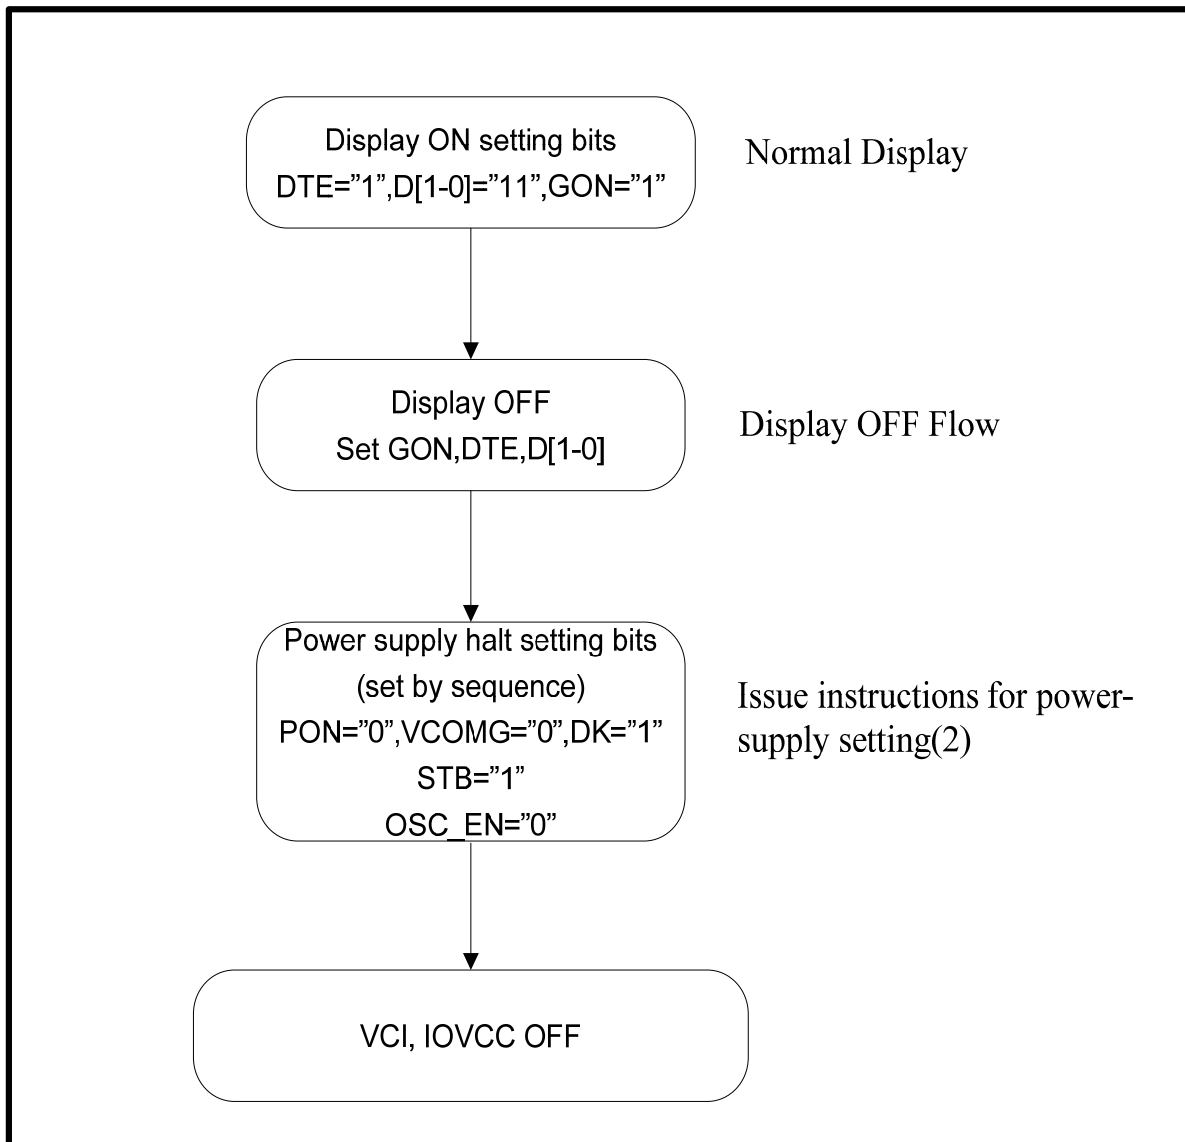 Display ON setting bits
DTE=”1”,D[1-0]=”11”,GON=”1”
Normal Display
Display OFF
Set GON,DTE,D[1-0]
Display OFF Flow
Power supply halt setting bits
(set by sequence)
PON=”0”,VCOMG=”0”,DK=”1”
STB=”1”
OSC_EN=”0”
Issue instructions for power-
supply setting(2)
VCI, IOVCC OFF